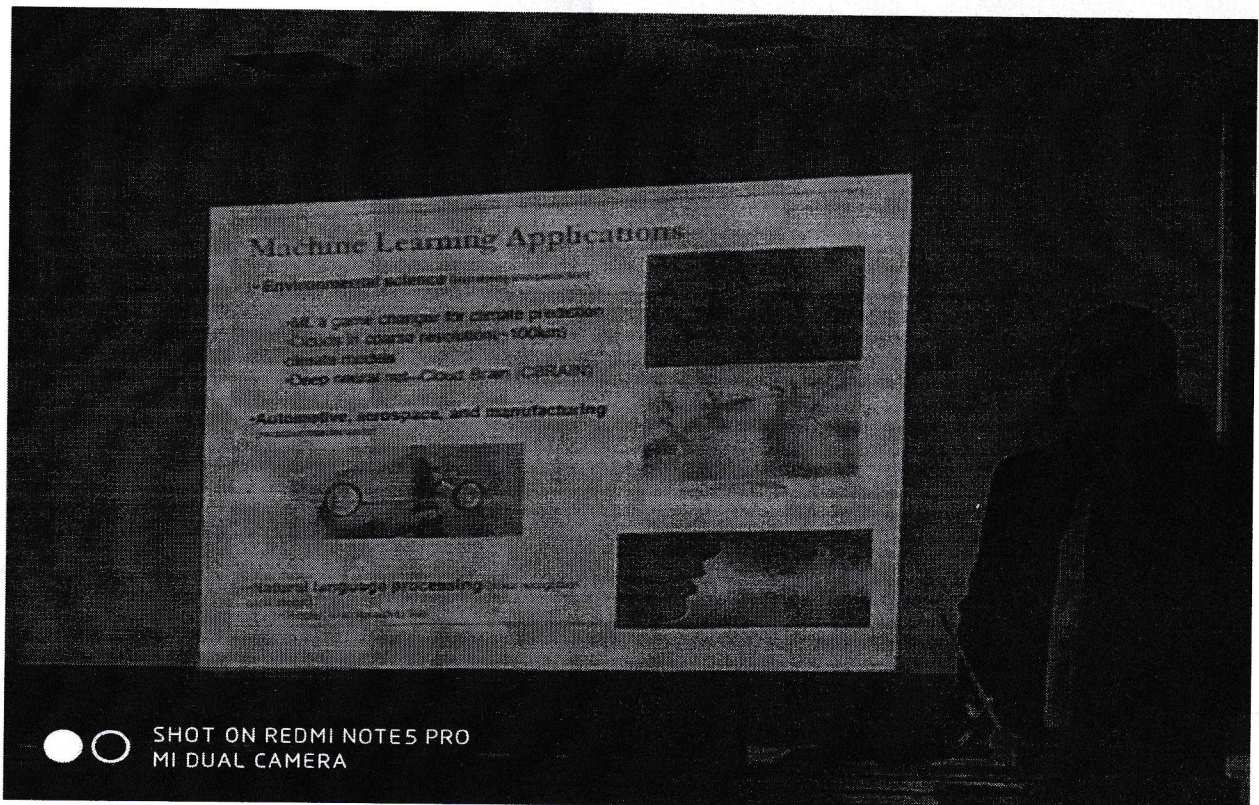 Machine Learning Applications
•Environmental science
•ML a game changer for climate prediction
•Clouds in coarse resolution(~100km)
climate models
•Deep neural net–Cloud Brain (CBRAIN)
•Automotive, aerospace, and manufacturing
•Natural language processing
SHOT ON REDMI NOTE5 PRO
MI DUAL CAMERA